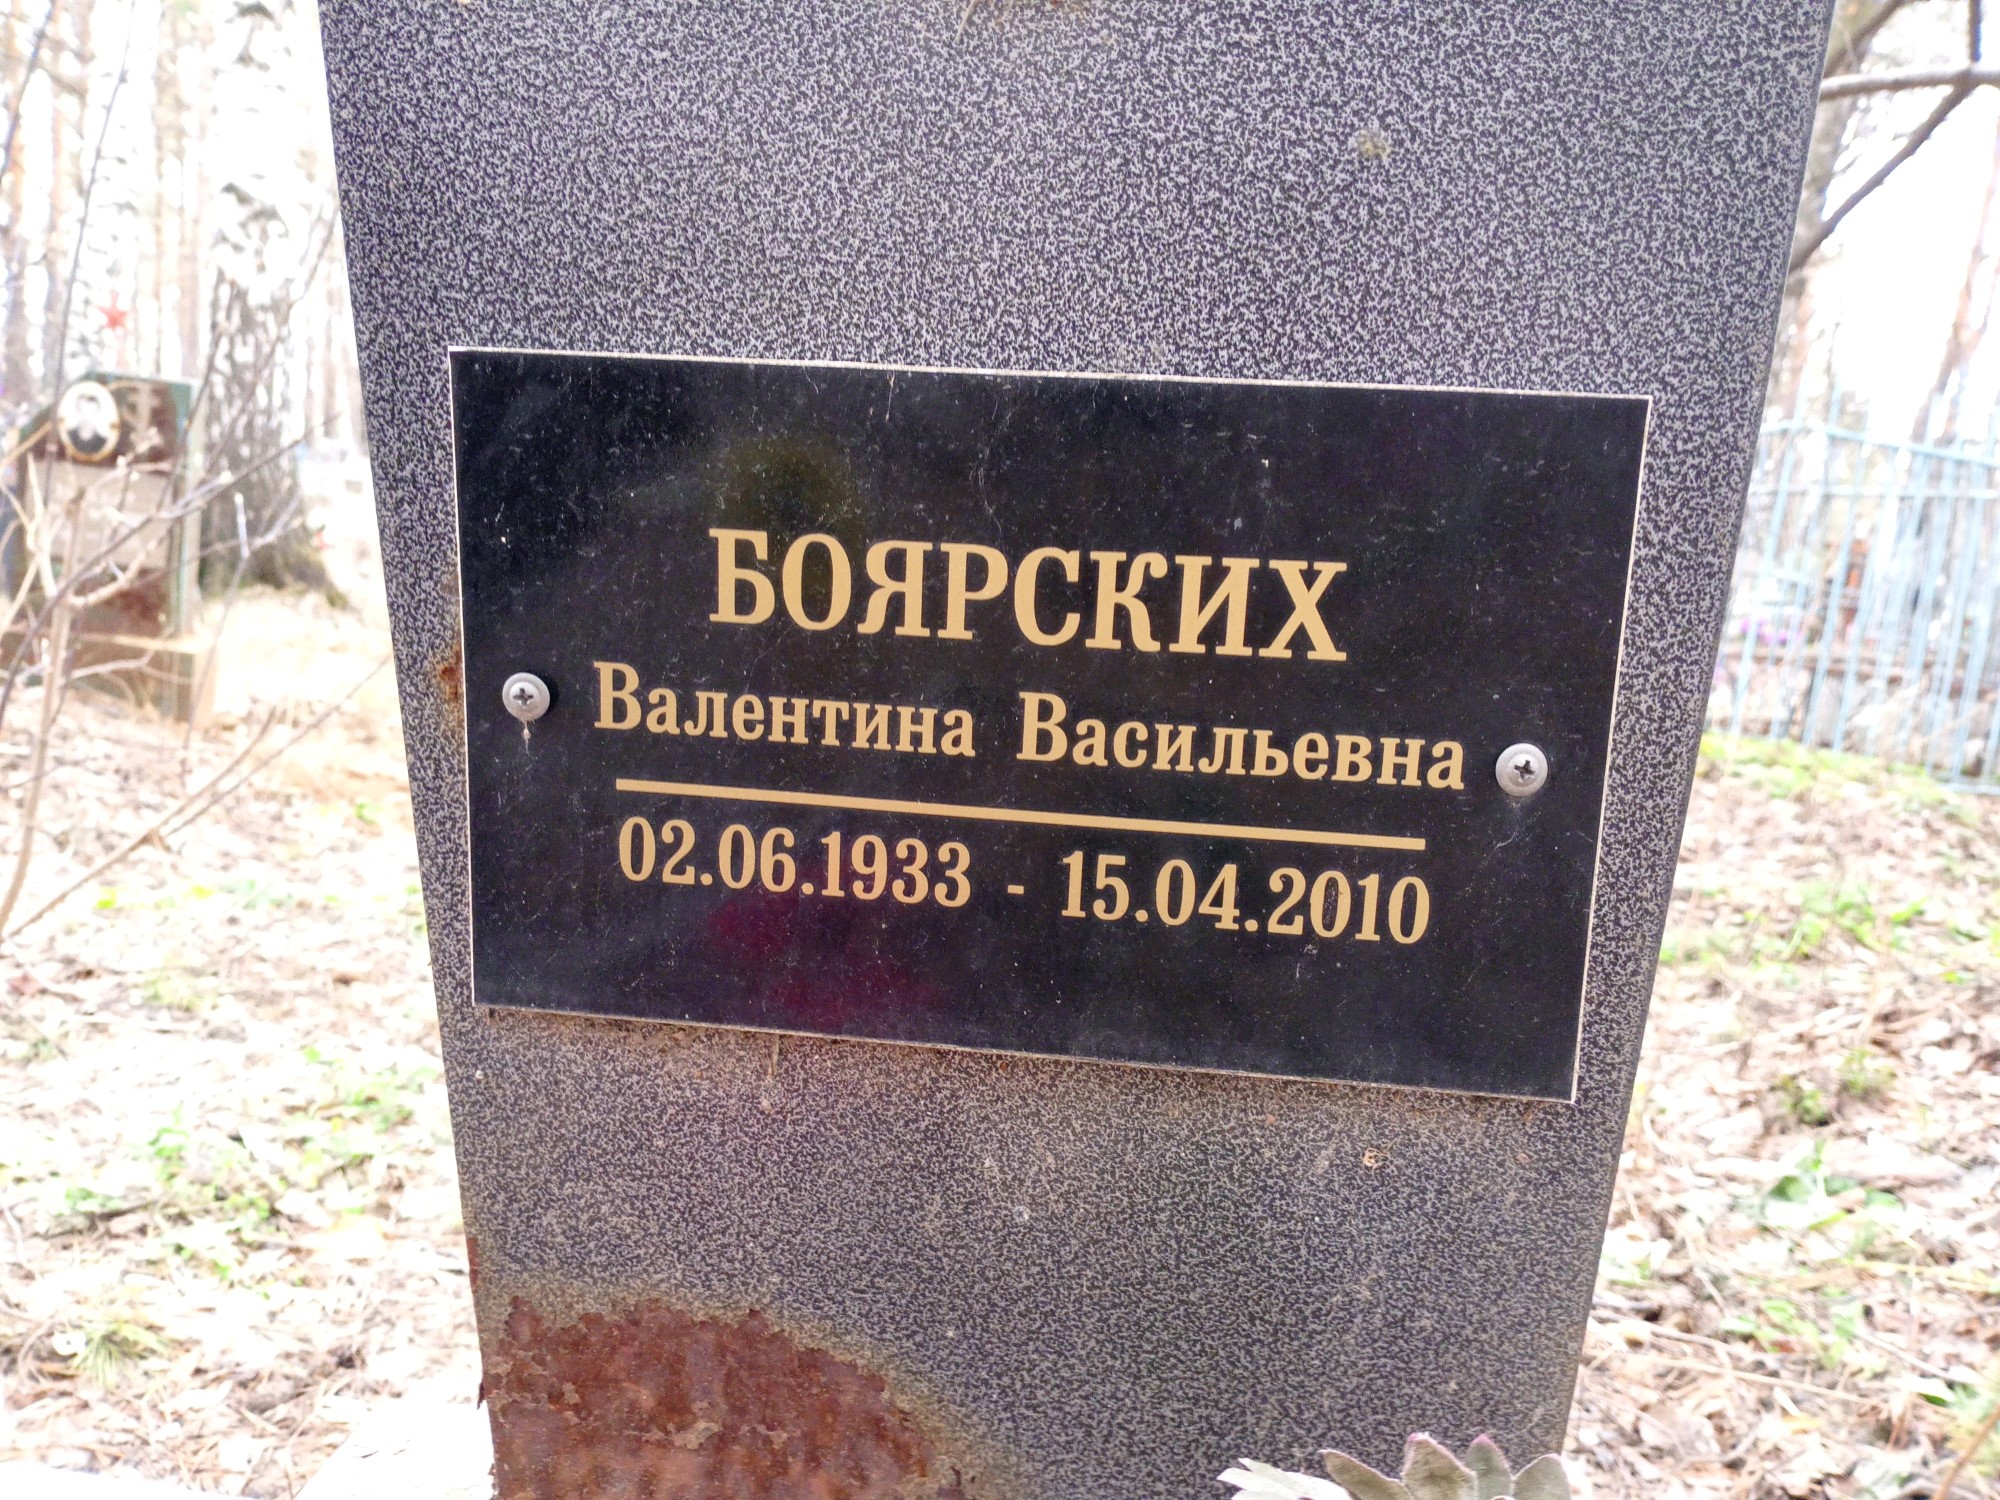 БОЯРСКИХ
Валентина Васильевна
02.06.1933 - 15.04.2010